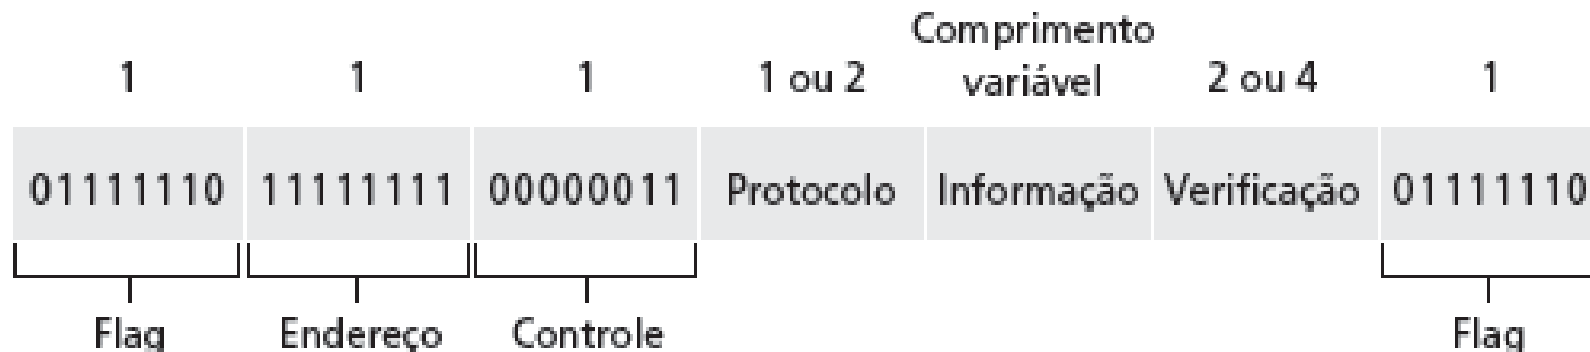 Comprimento
1 1 1 1 ou 2 variável 2 ou 4 1
01111110 11111111 00000011 Protocolo Informação Verificação 01111110
Flag Endereço Controle Flag